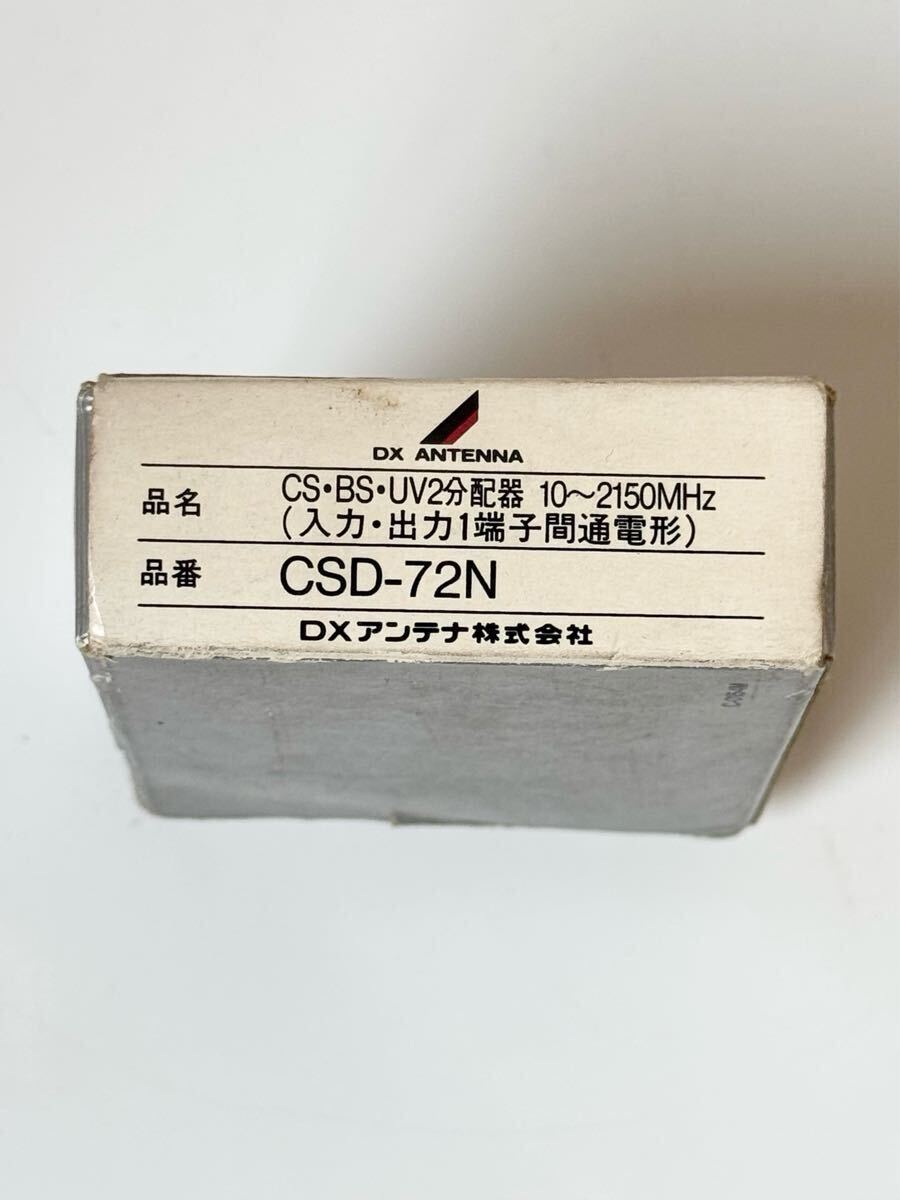 DX ANTENNA
品名 CS・BS・UV2分配器 10〜2150MHz
(入力・出力1端子間通電形)
品番 CSD-72N
DXアンテナ株式会社